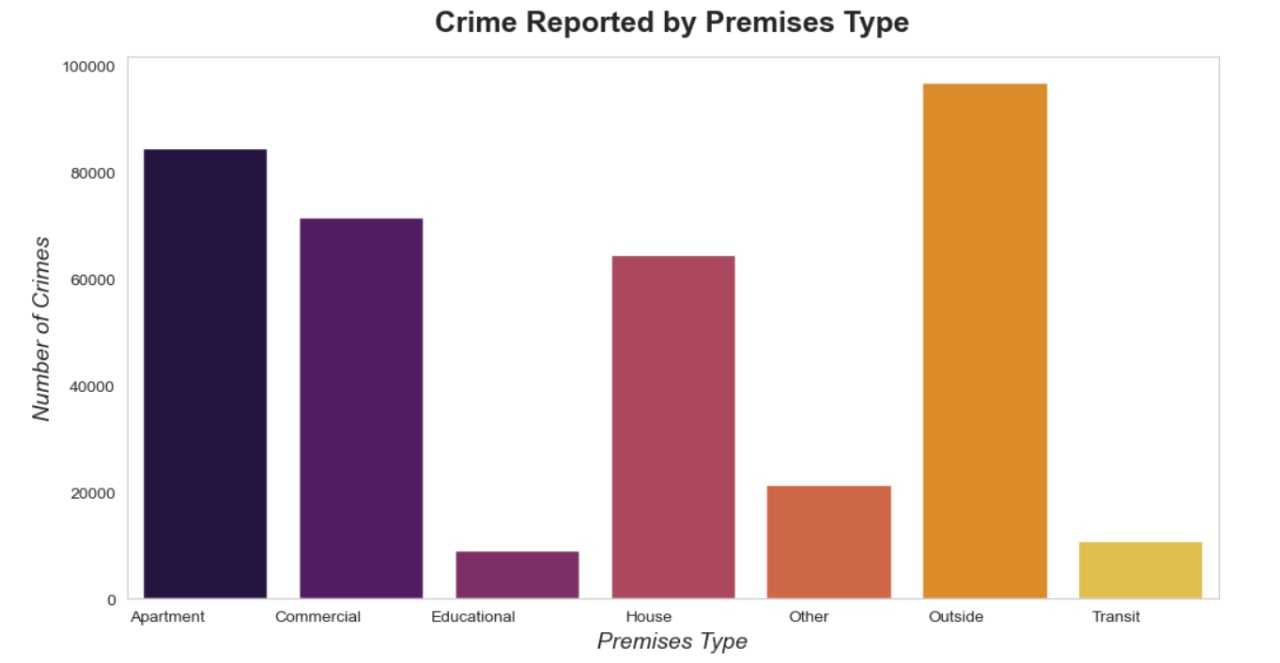 Crime Reported by Premises Type
100000
80000
60000
40000
20000
0
Number of Crimes
Apartment Commercial Educational House Other Outside Transit
Premises Type